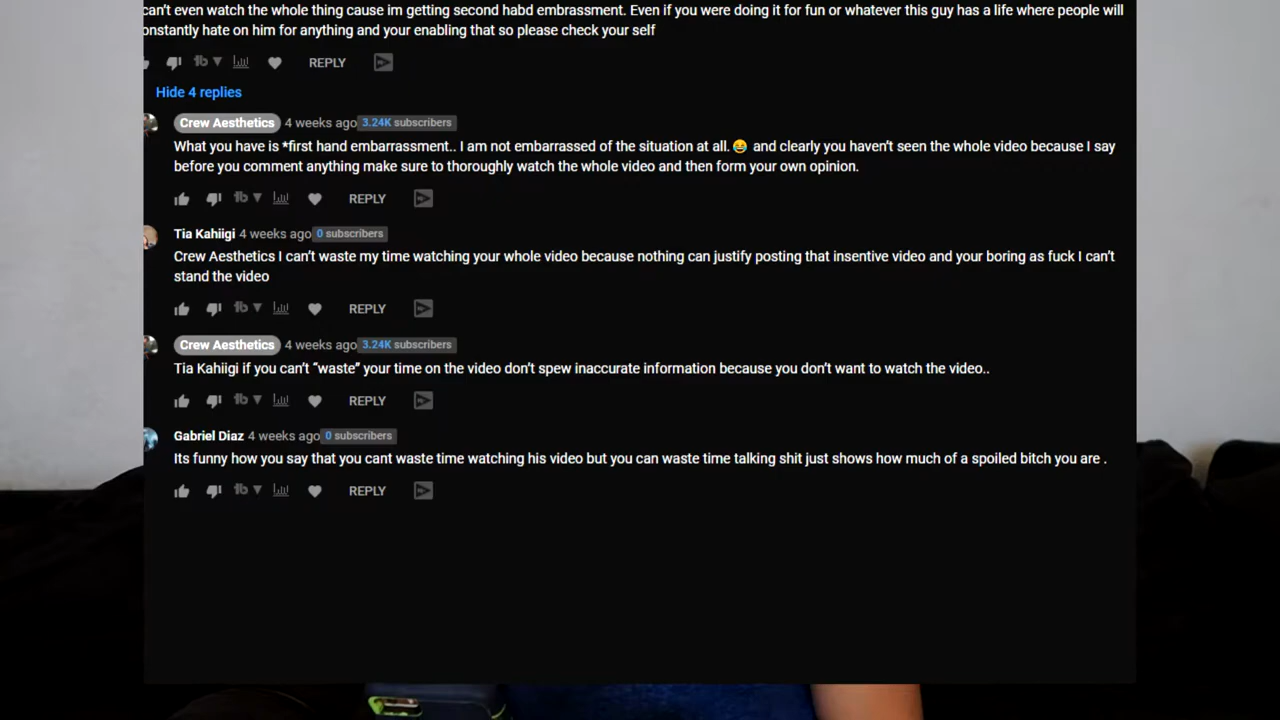 can't even watch the whole thing cause im getting second habd embrassment. Even if you were doing it for fun or whatever this guy has a life where people will
onstantly hate on him for anything and your enabling that so please check your self
REPLY
Hide 4 replies
Crew Aesthetics 4 weeks ago 3.24K subscribers
What you have is *first hand embarrassment.. I am not embarrassed of the situation at all.😂 and clearly you haven't seen the whole video because I say
before you comment anything make sure to thoroughly watch the whole video and then form your own opinion.
REPLY
Tia Kahiigi 4 weeks ago 0 subscribers
Crew Aesthetics I can't waste my time watching your whole video because nothing can justify posting that insentive video and your boring as fuck I can't
stand the video
REPLY
Crew Aesthetics 4 weeks ago 3.24K subscribers
Tia Kahiigi if you can't “waste” your time on the video don't spew inaccurate information because you don't want to watch the video..
REPLY
Gabriel Diaz 4 weeks ago 0 subscribers
Its funny how you say that you cant waste time watching his video but you can waste time talking shit just shows how much of a spoiled bitch you are .
REPLY